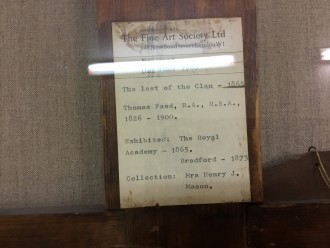 The Fine Art Society Ltd
The Last of the Clan - 1865
Thomas Faed, R.A., R.S.A.,
1826 - 1900.
Exhibited: The Royal
Academy - 1865.
Bradford - 1873
Collection: Mrs Henry J.
Mason.